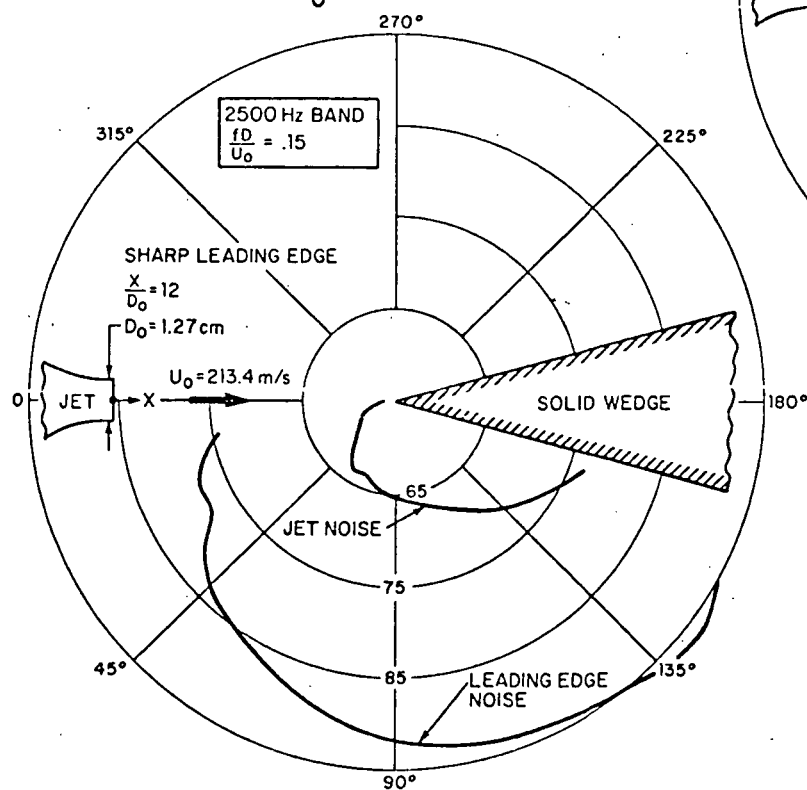 270°
315°
225°
2500 Hz BAND
fD
U₀ = .15
SHARP LEADING EDGE
X
D₀ = 12
D₀ = 1.27 cm
U₀ = 213.4 m/s
0
JET
X
SOLID WEDGE
180°
65
JET NOISE
75
45°
85
LEADING EDGE
NOISE
135°
90°